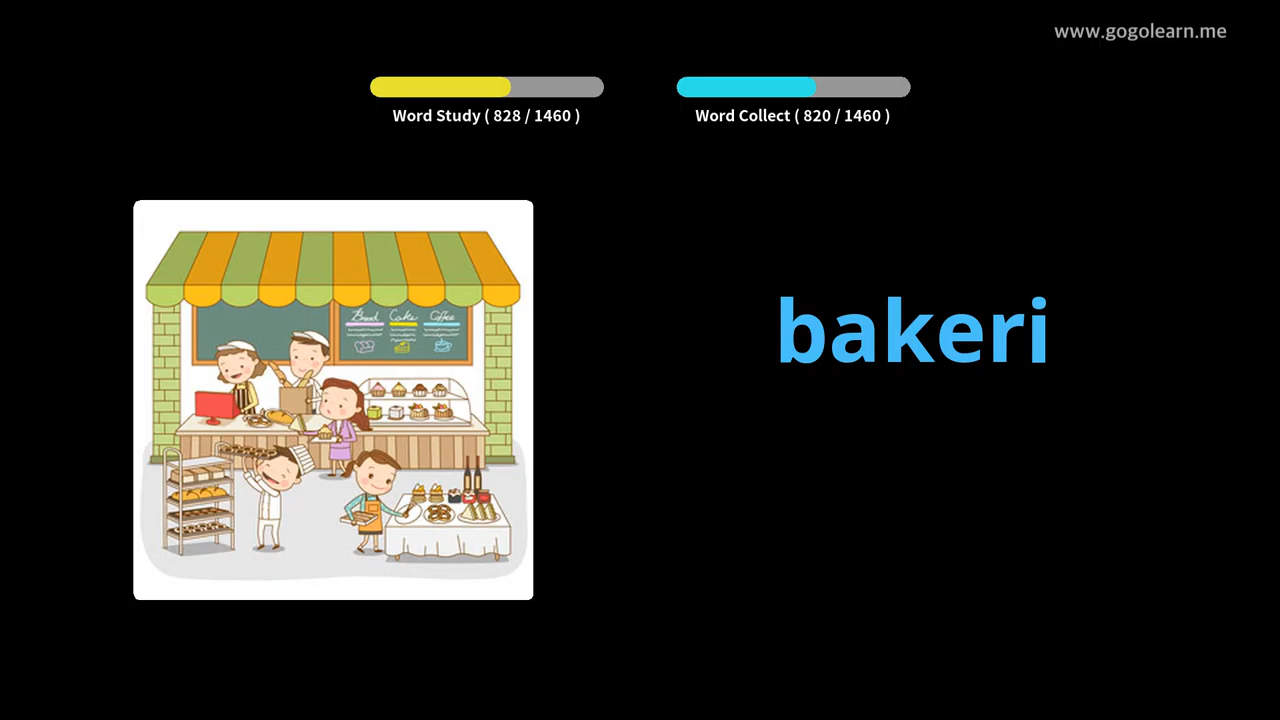 www.gogolearn.me
Word Study ( 828 / 1460 )
Word Collect ( 820 / 1460 )
Bread Cake Coffee
bakeri